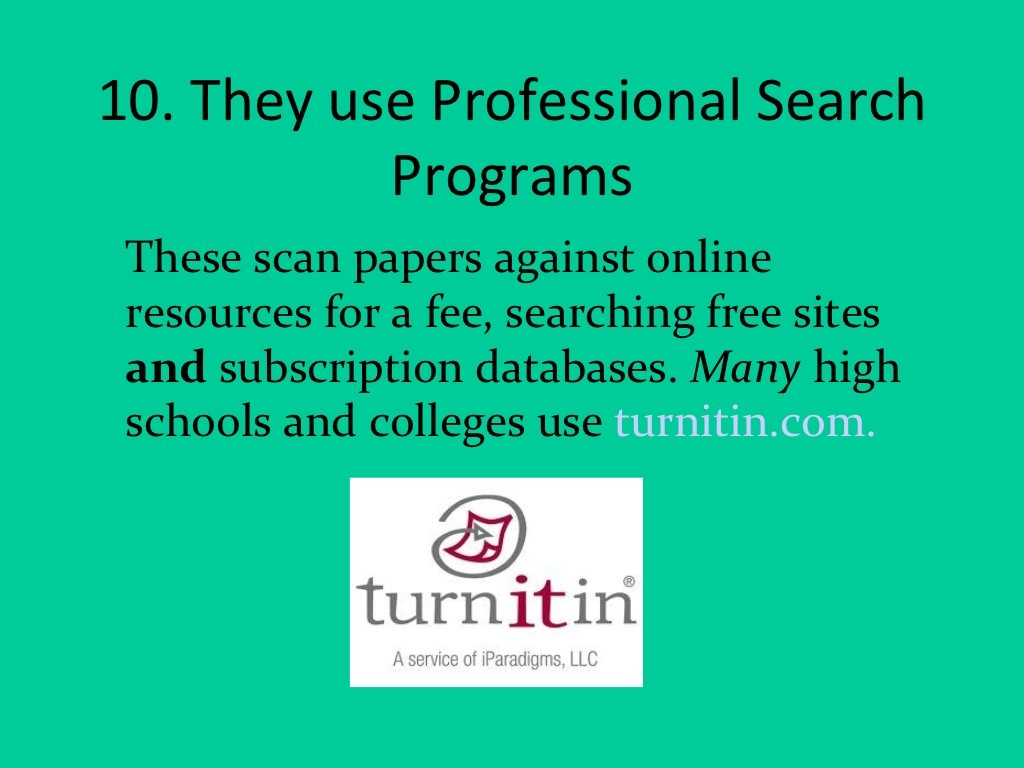 10. They use Professional Search
Programs
These scan papers against online
resources for a fee, searching free sites
and subscription databases. Many high
schools and colleges use turnitin.com.
turnitin®
A service of iParadigms, LLC